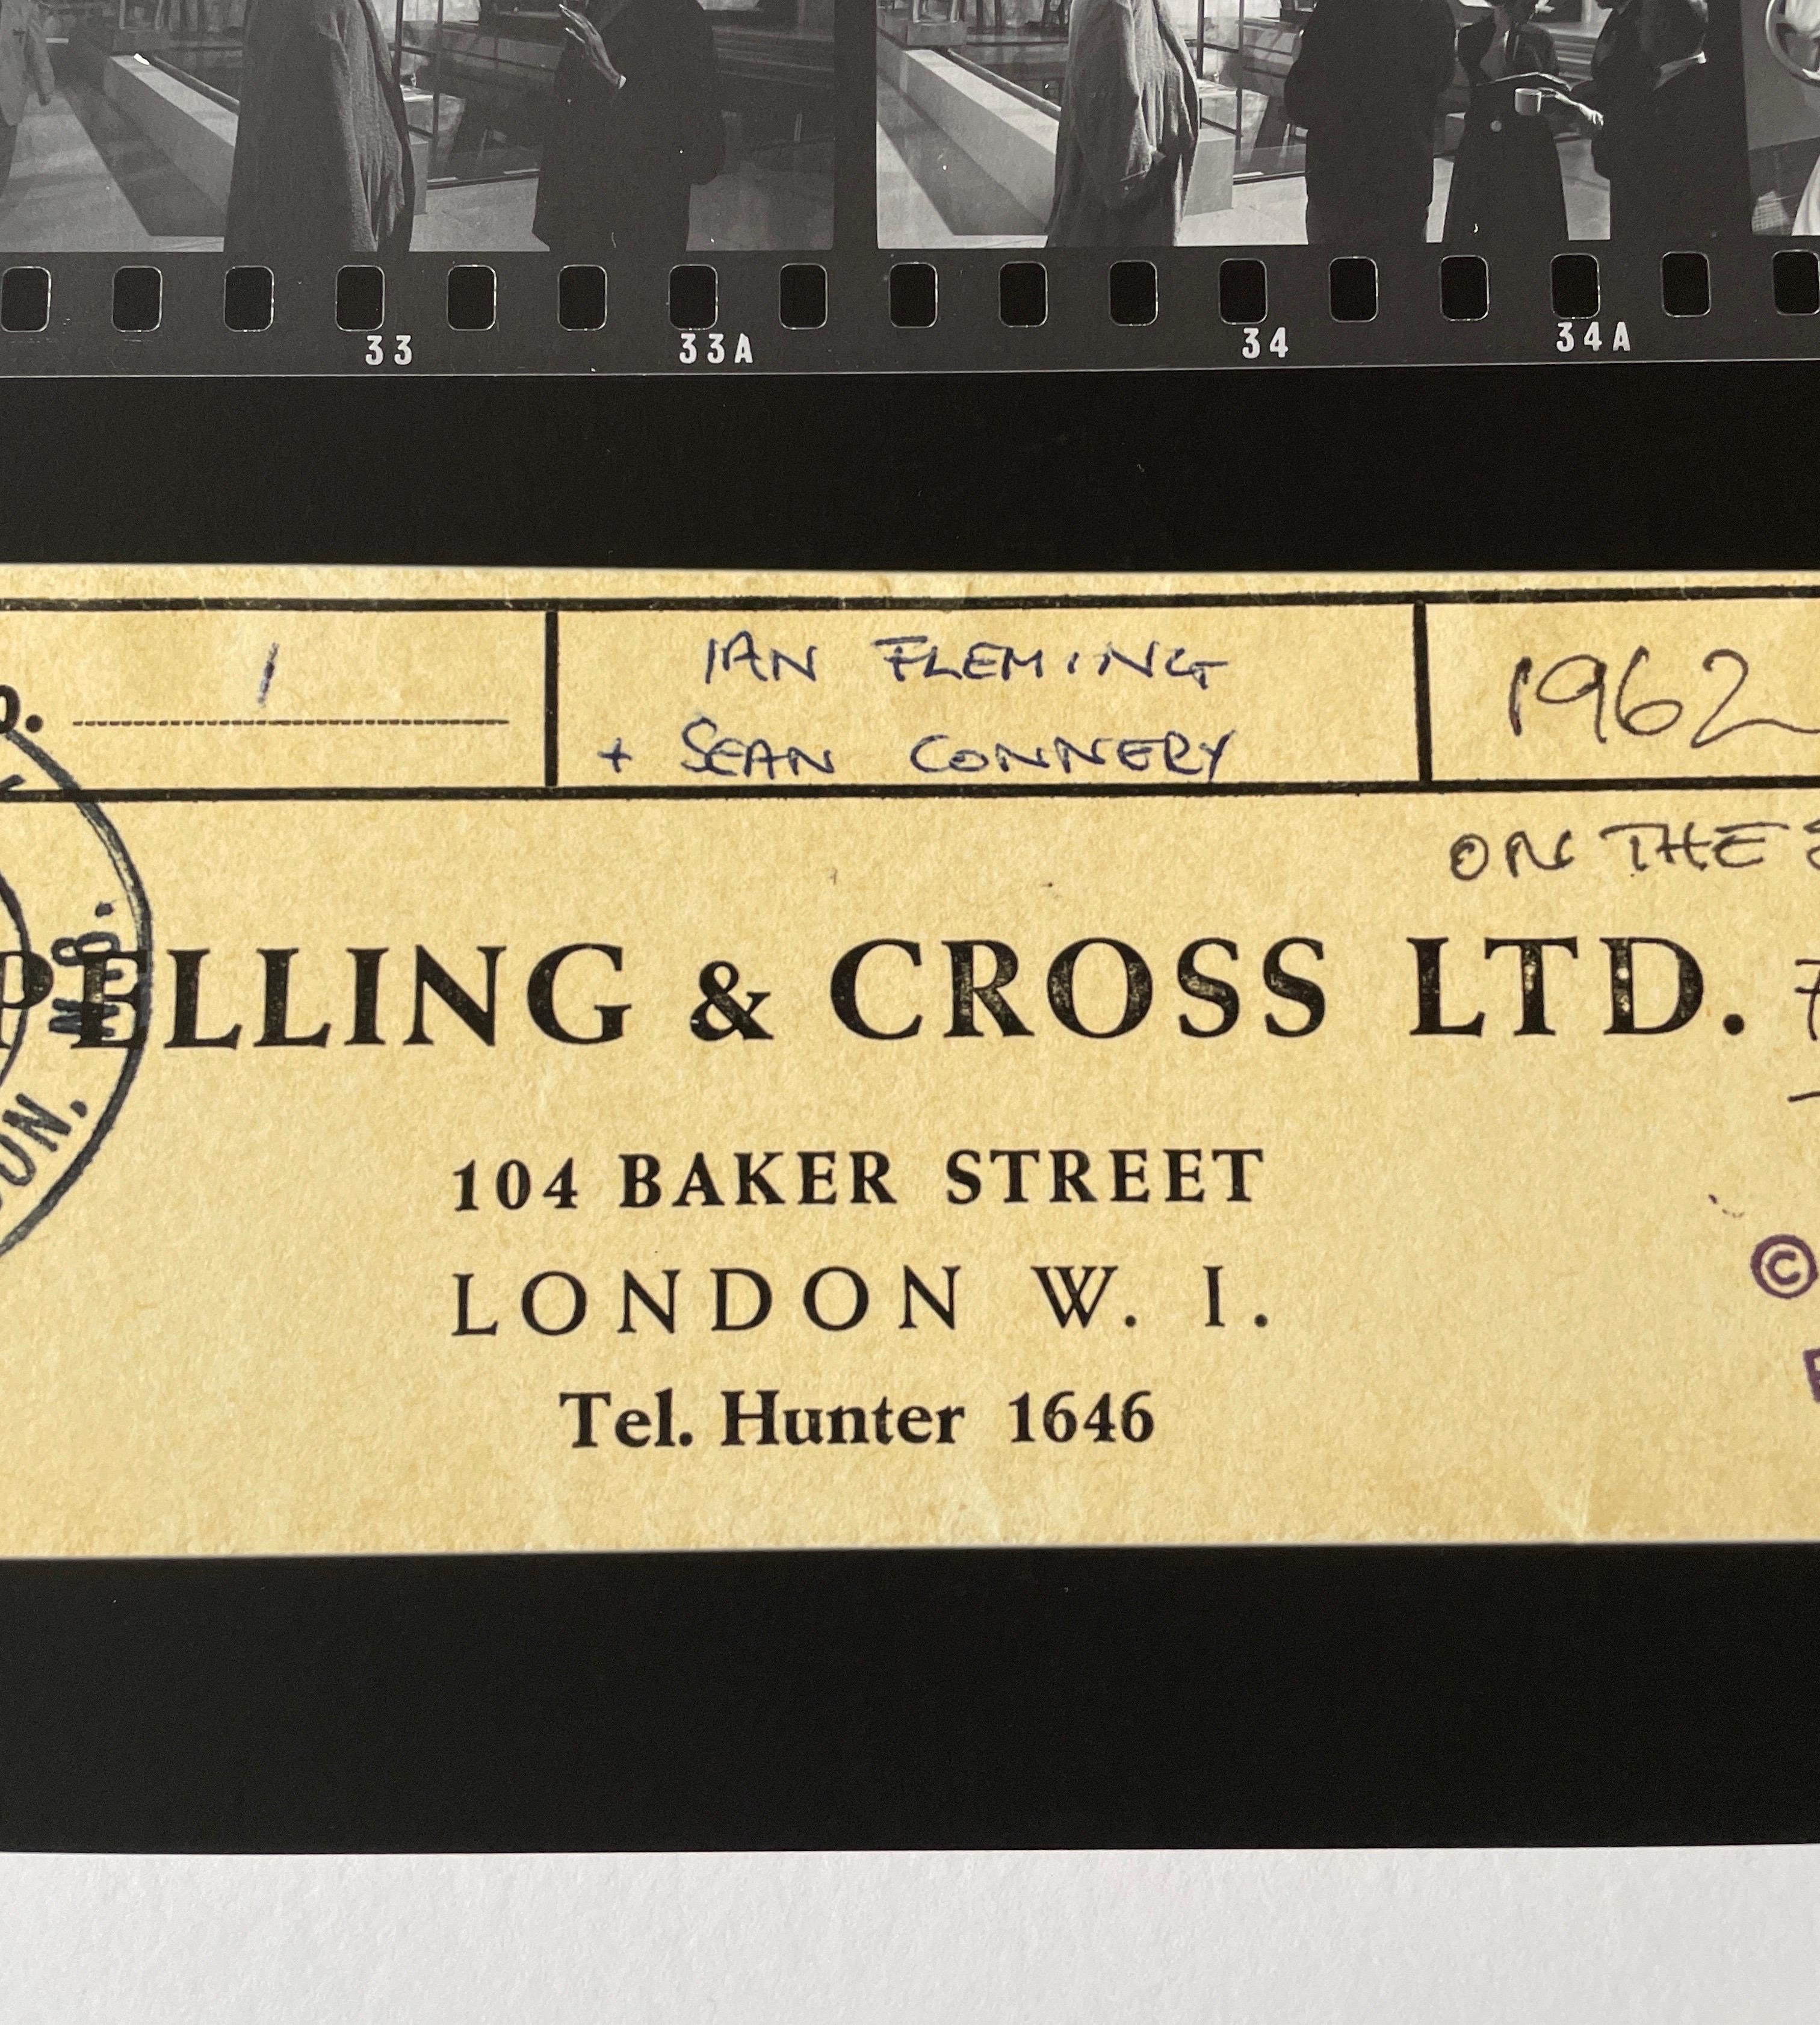 33 33A 34 34A
1 IAN FLEMING 1962
+ SEAN CONNERY
ON THE
PELLING & CROSS LTD.
104 BAKER STREET
LONDON W. I.
Tel. Hunter 1646
©